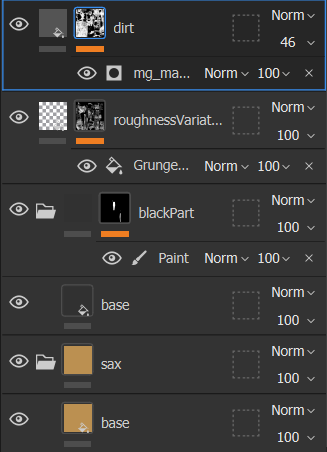 Norm
dirt
46
mg_ma... Norm 100
Norm
roughnessVariat...
100
Grunge... Norm 100
Norm
blackPart
100
Paint Norm 100
Norm
base
100
Norm
sax
100
Norm
base
100